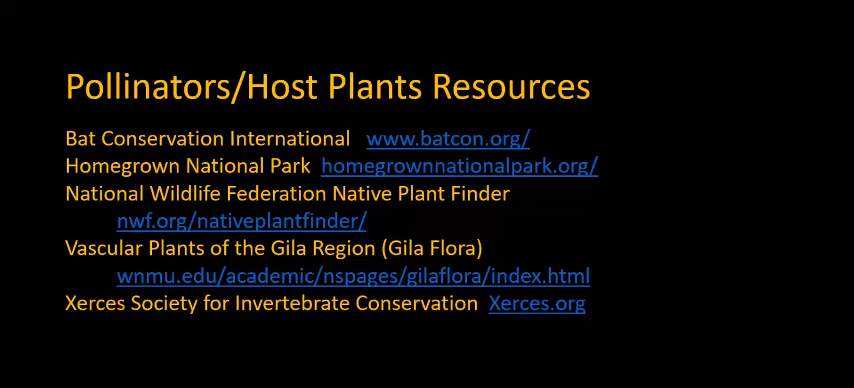 Pollinators/Host Plants Resources
Bat Conservation International www.batcon.org/
Homegrown National Park homegrownnationalpark.org/
National Wildlife Federation Native Plant Finder
nwf.org/nativeplantfinder/
Vascular Plants of the Gila Region (Gila Flora)
wnmu.edu/academic/nspages/gilaflora/index.html
Xerces Society for Invertebrate Conservation Xerces.org